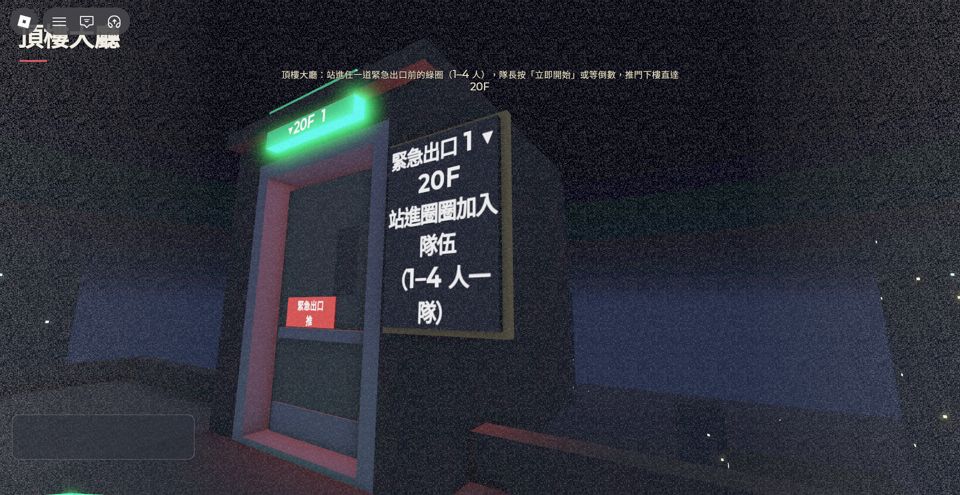 頂樓大廳
頂樓大廳：站進任一道緊急出口前的綠圈（1–4 人），隊長按「立即開始」或等倒數，推門下樓直達
20F
▼20F 1
緊急出口 1 ▼
20F
站進圈圈加入
隊伍
（1–4 人一
隊）
緊急出口
推